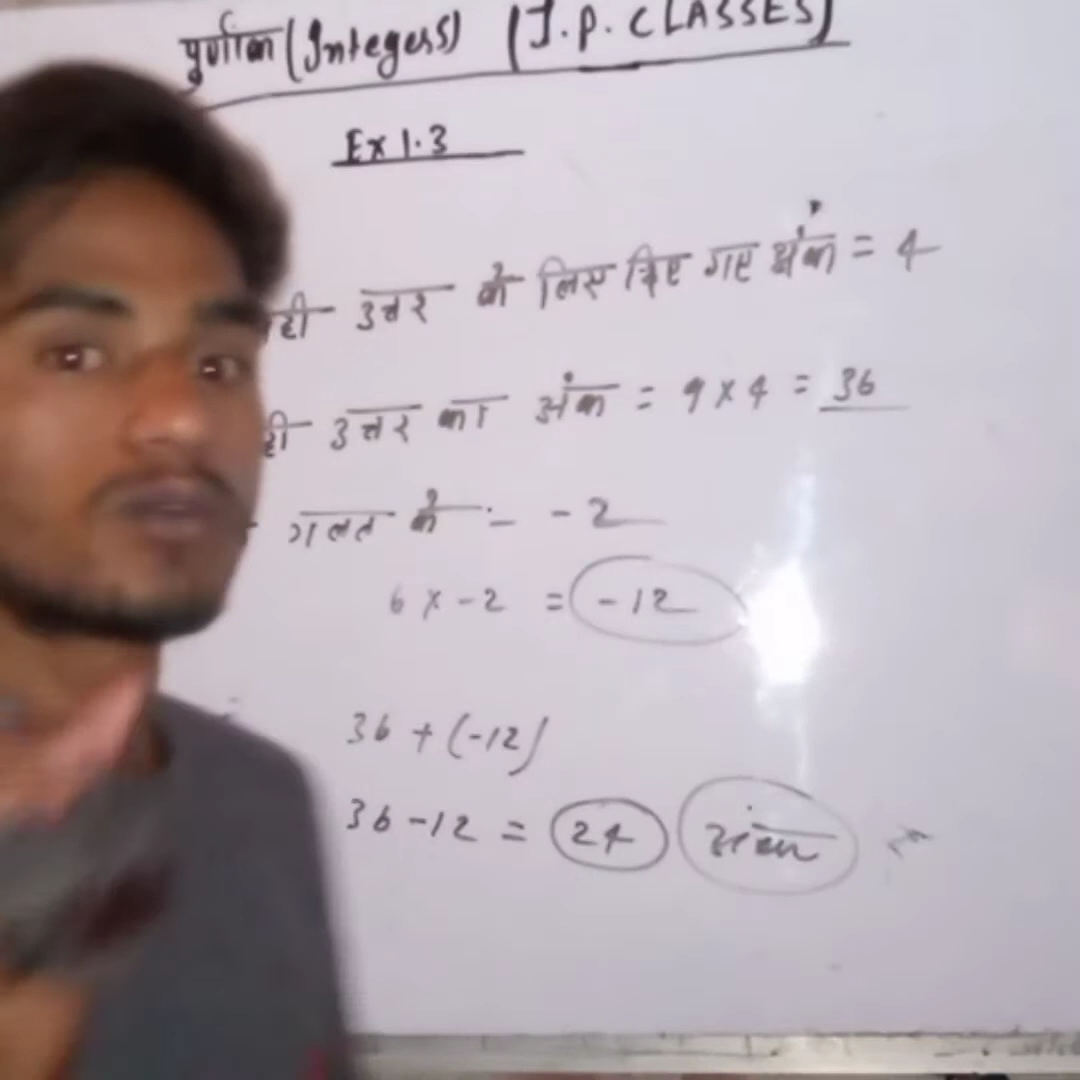 पूर्णांक (Integers) (J.P. CLASSES)
Ex 1.3
ही उत्तर के लिए दिए गए अंक = 4
ही उत्तर का अंक = 9 × 4 = 36
गलत के :- -2
6 × -2 = -12
36 + (-12)
36 - 12 = 24 अंक